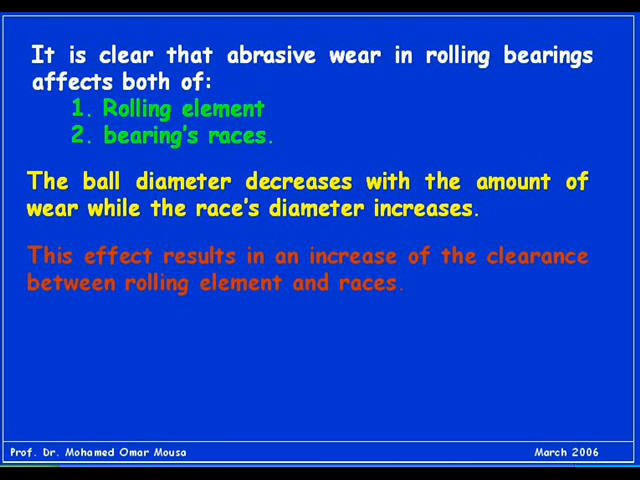 It is clear that abrasive wear in rolling bearings
affects both of:
1. Rolling element
2. bearing's races.
The ball diameter decreases with the amount of
wear while the race's diameter increases.
This effect results in an increase of the clearance
between rolling element and races.
Prof. Dr. Mohamed Omar Mousa
March 2006